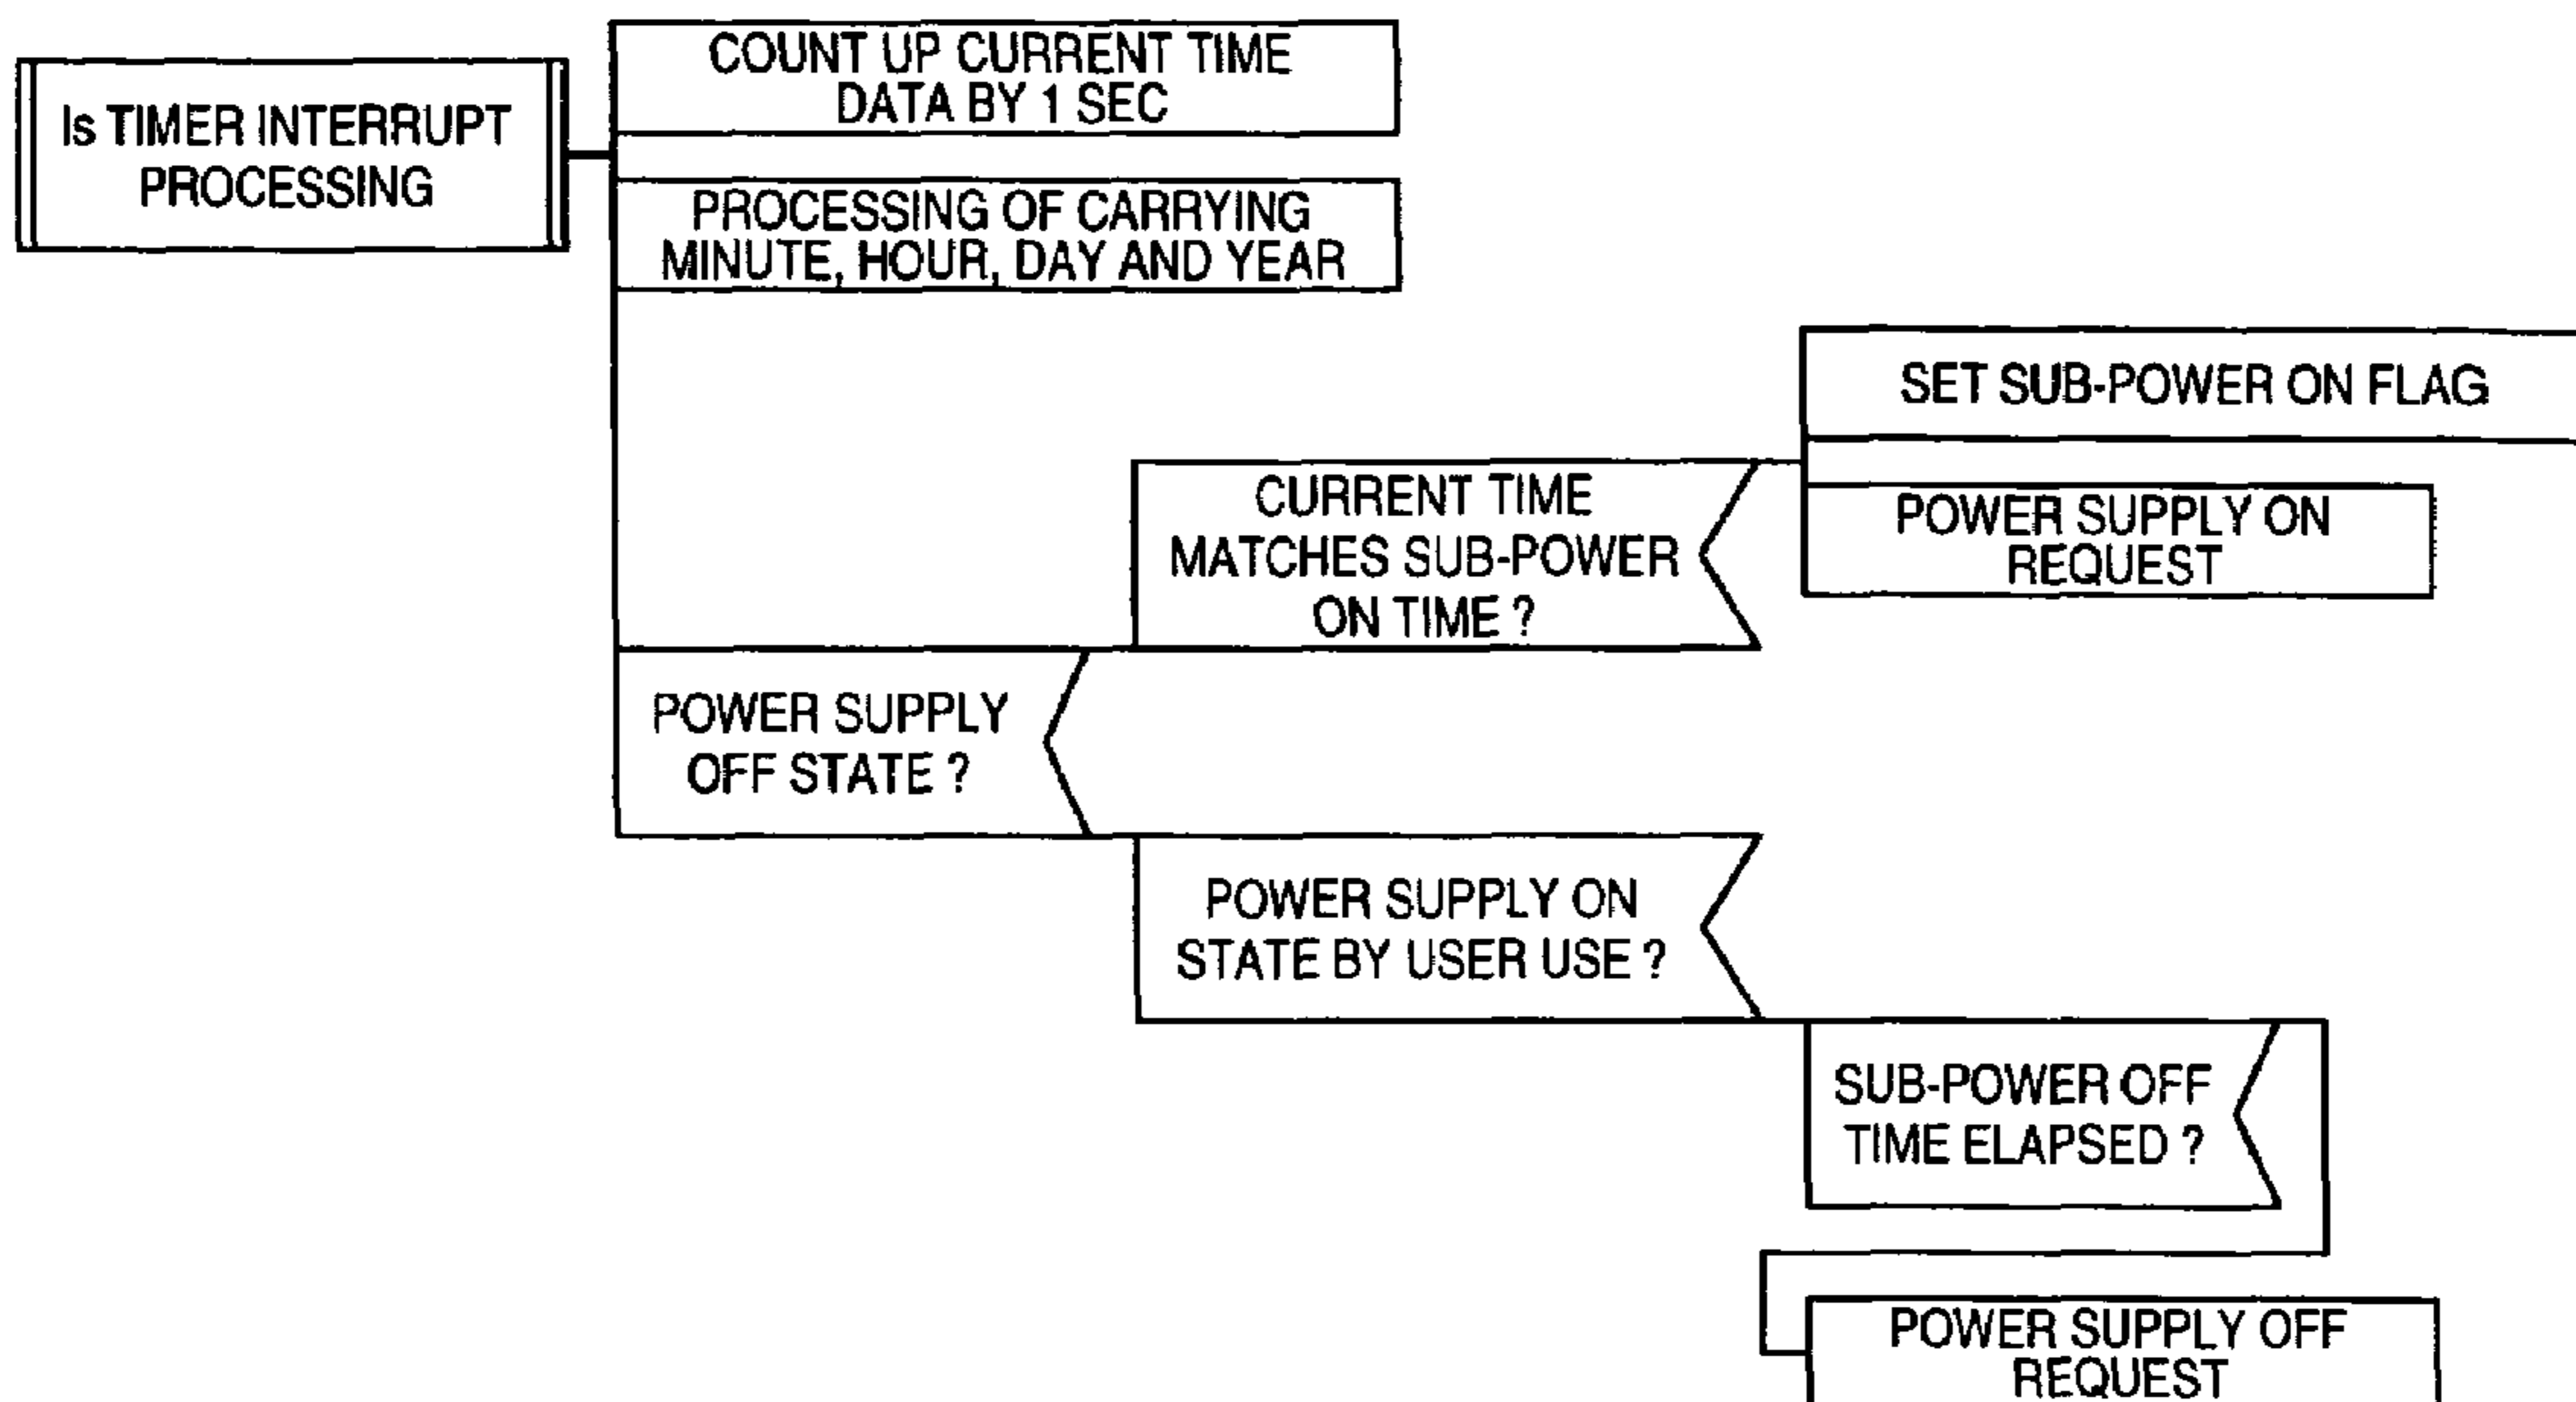 Is TIMER INTERRUPT
PROCESSING
COUNT UP CURRENT TIME
DATA BY 1 SEC
PROCESSING OF CARRYING
MINUTE, HOUR, DAY AND YEAR
SET SUB-POWER ON FLAG
POWER SUPPLY ON
REQUEST
CURRENT TIME
MATCHES SUB-POWER
ON TIME ?
POWER SUPPLY
OFF STATE ?
POWER SUPPLY ON
STATE BY USER USE ?
SUB-POWER OFF
TIME ELAPSED ?
POWER SUPPLY OFF
REQUEST